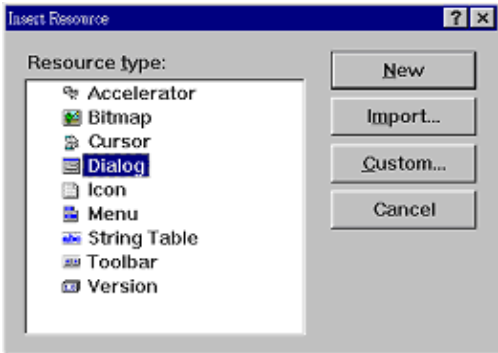 Insert Resource
Resource type:
Accelerator
Bitmap
Cursor
Dialog
Icon
Menu
String Table
Toolbar
Version
New
Import...
Custom...
Cancel